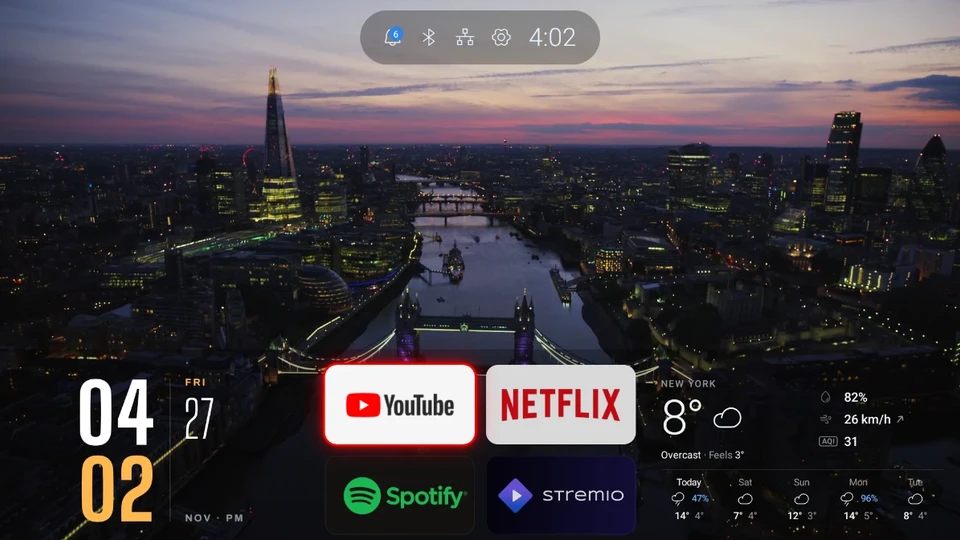 6
4:02
04
02
FRI
27
NOV · PM
YouTube
NETFLIX
Spotify
STREMIO
NEW YORK
8°
Overcast · Feels 3°
82%
26 km/h
AQI 31
Today Sat Sun Mon Tue
47% 96%
14° 4° 7° 4° 12° 3° 14° 5° 8° 4°